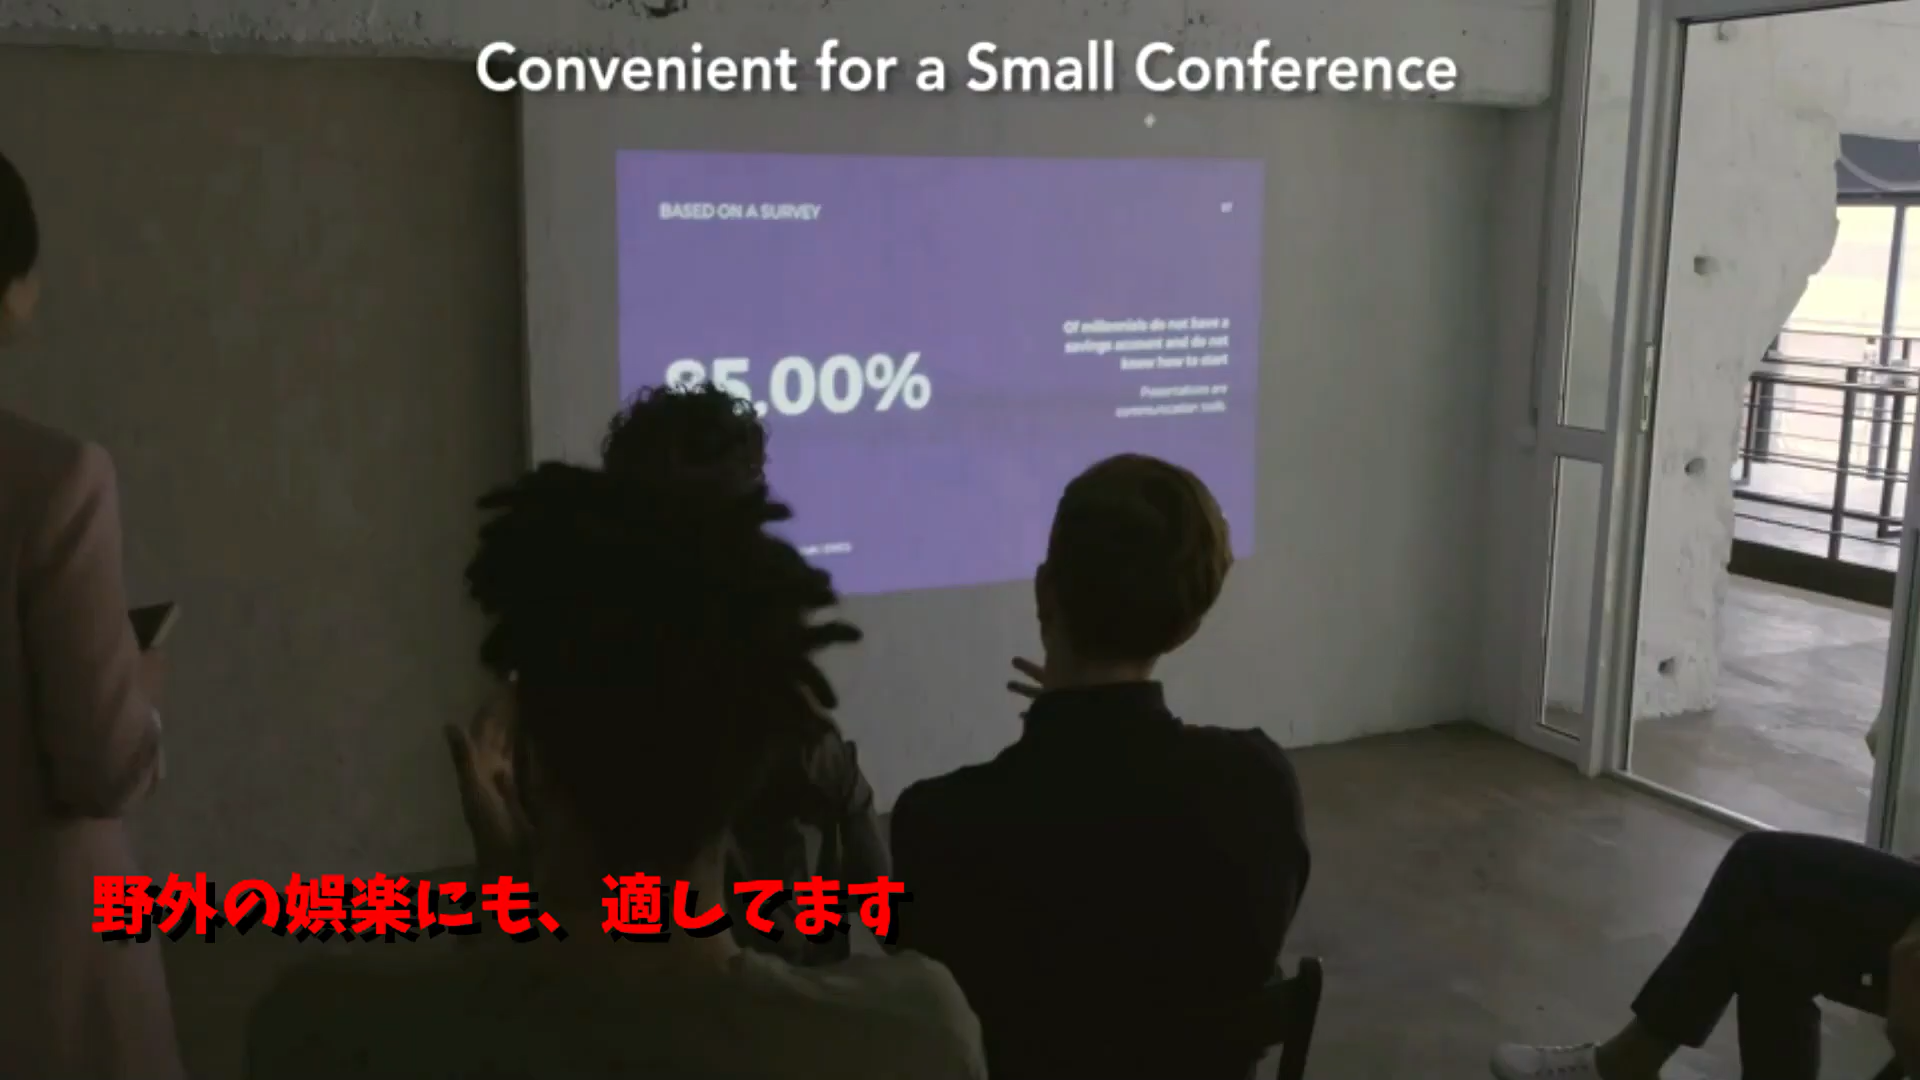 Convenient for a Small Conference
BASED ON A SURVEY
85.00%
Of millennials do not have a
savings account and do not
know how to start
Presentations are
communication tools
野外の娯楽にも、適してます